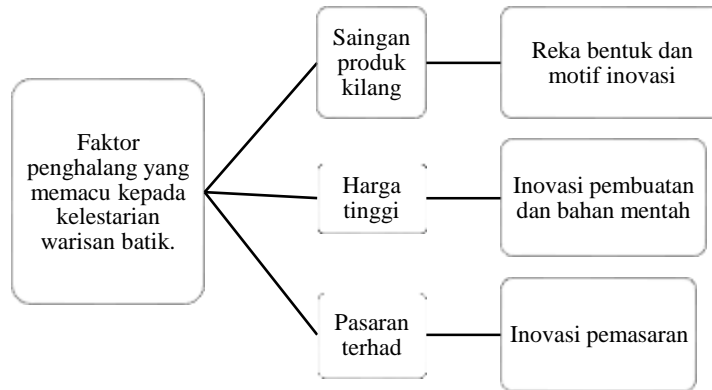 Faktor
penghalang yang
memacu kepada
kelestarian
warisan batik.
Saingan
produk
kilang
Reka bentuk dan
motif inovasi
Harga
tinggi
Inovasi pembuatan
dan bahan mentah
Pasaran
terhad
Inovasi pemasaran